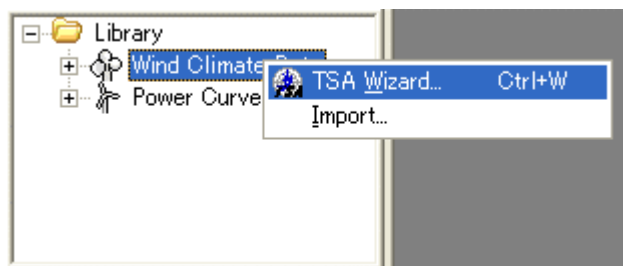 Library
Wind Climate
TSA Wizard... Ctrl+W
Power Curve
Import...